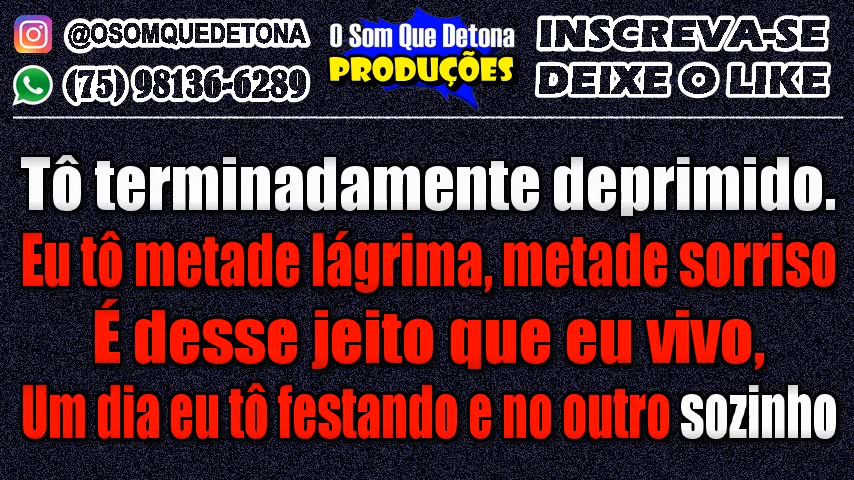 @OSOMQUEDETONA
(75) 98136-6289
O Som Que Detona
PRODUÇÕES
INSCREVA-SE
DEIXE O LIKE
Tô terminadamente deprimido.
Eu tô metade lágrima, metade sorriso
É desse jeito que eu vivo,
Um dia eu tô festando e no outro sozinho